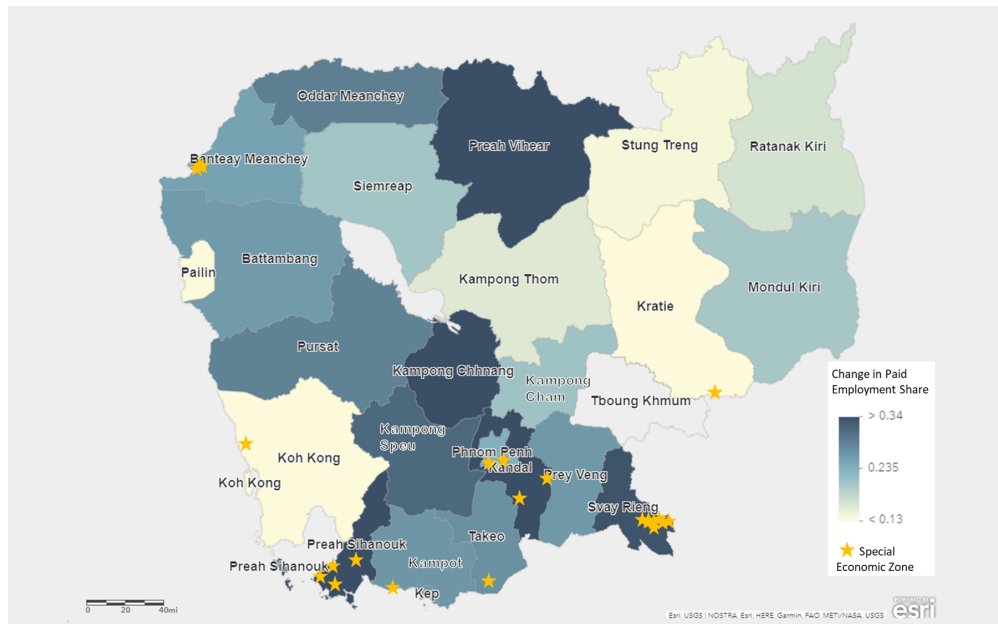 Oddar Meanchey
Preah Vihear
Stung Treng
Ratanak Kiri
Banteay Meanchey
Siemreap
Battambang
Pailin
Kampong Thom
Mondul Kiri
Kratie
Pursat
Kampong Chhnang
Kampong
Cham
Tboung Khmum
Kampong
Speu
Phnom Penh
Kandal
Koh Kong
Koh Kong
Prey Veng
Svay Rieng
Takeo
Preah Sihanouk
Preah Sihanouk
Kampot
Kep
Change in Paid
Employment Share
> 0.34
0.235
< 0.13
Special
Economic Zone
0 20 40mi
Esri, USGS | NOSTRA, Esri, HERE, Garmin, FAO, METI/NASA, USGS
POWERED BY
esri